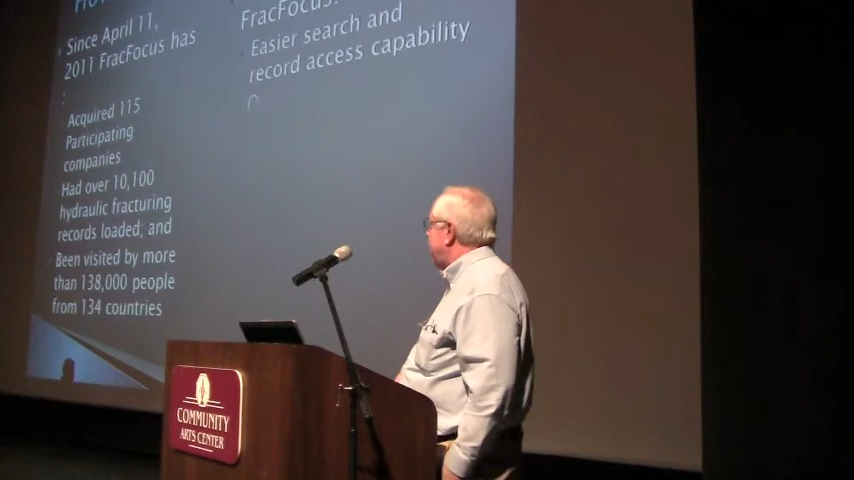 Since April 11,
2011 FracFocus has
:
Acquired 115
Participating
companies
Had over 10,100
hydraulic fracturing
records loaded; and
Been visited by more
than 138,000 people
from 134 countries
FracFocus.
Easier search and
record access capability
COMMUNITY
ARTS CENTER